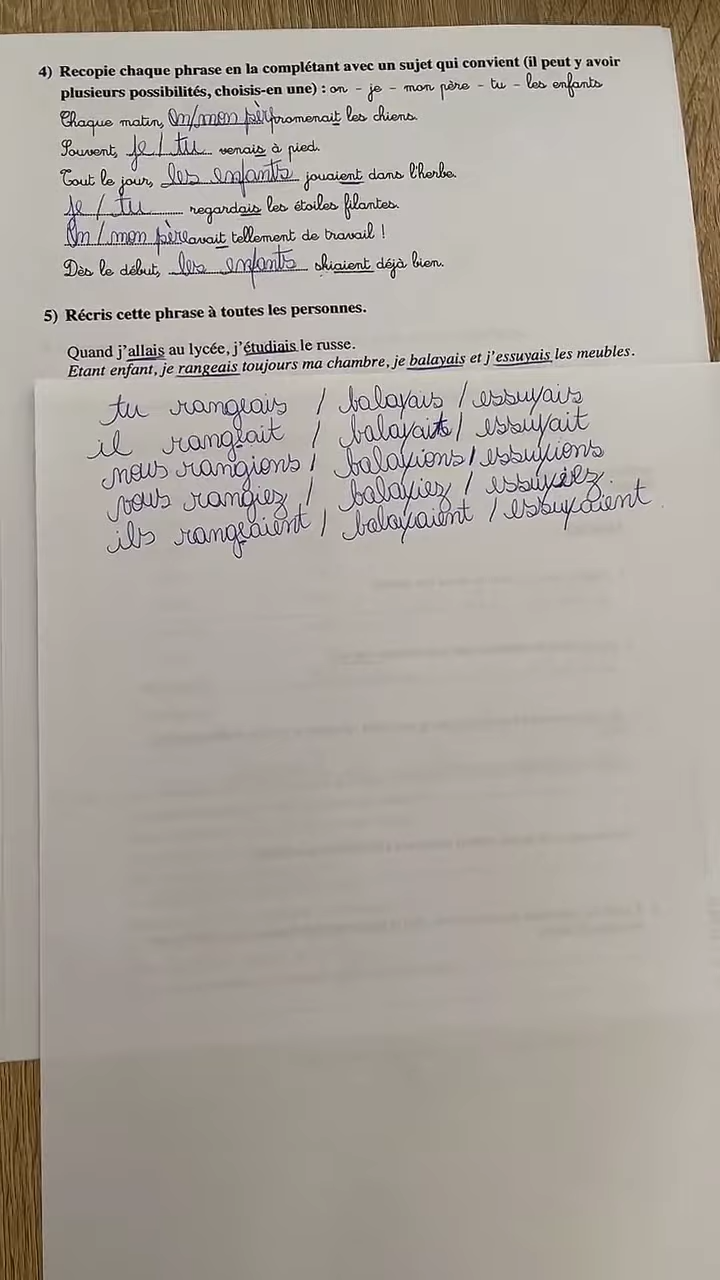 4) Recopie chaque phrase en la complétant avec un sujet qui convient (il peut y avoir
plusieurs possibilités, choisis-en une) : on - je - mon père - tu - les enfants
Chaque matin, On/mon père promenait les chiens.
Souvent, je / tu venais à pied.
Tout le jour, les enfants jouaient dans l'herbe.
je / tu regardais les étoiles filantes.
On / mon père avait tellement de travail !
Dès le début, les enfants skiaient déjà bien.
5) Récris cette phrase à toutes les personnes.
Quand j'allais au lycée, j'étudiais le russe.
Etant enfant, je rangeais toujours ma chambre, je balayais et j'essuyais les meubles.
tu rangeais / balayais / essuyais
il rangeait / balayait / essuyait
nous rangions / balayions / essuyions
vous rangiez / balayiez / essuyiez.
ils rangeaient / balayaient / essuyaient.